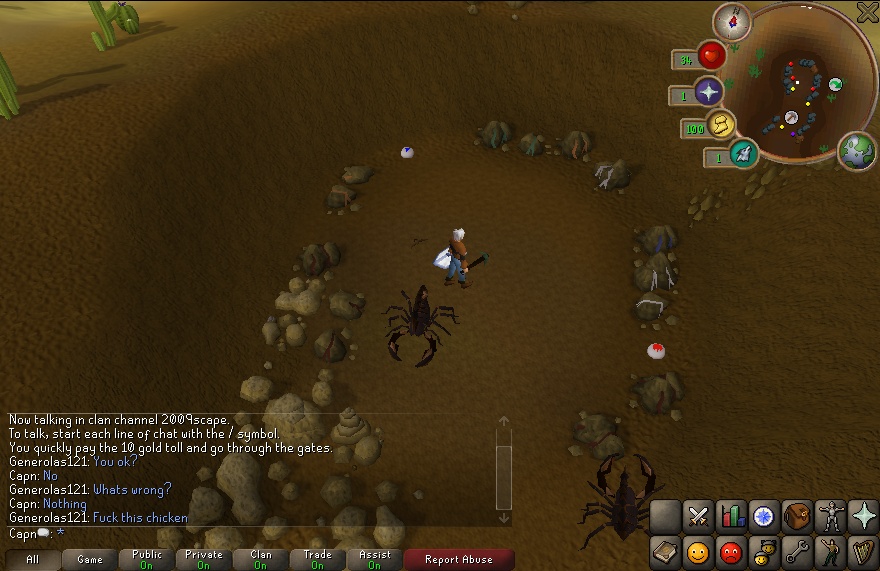 N
34
1
100
1
Now talking in clan channel 2009scape.
To talk, start each line of chat with the / symbol.
You quickly pay the 10 gold toll and go through the gates.
Generolas121: You ok?
Capn: No
Generolas121: Whats wrong?
Capn: Nothing
Generolas121: Fuck this chicken
Capn: *
All
Game
Public
On
Private
On
Clan
On
Trade
On
Assist
On
Report Abuse